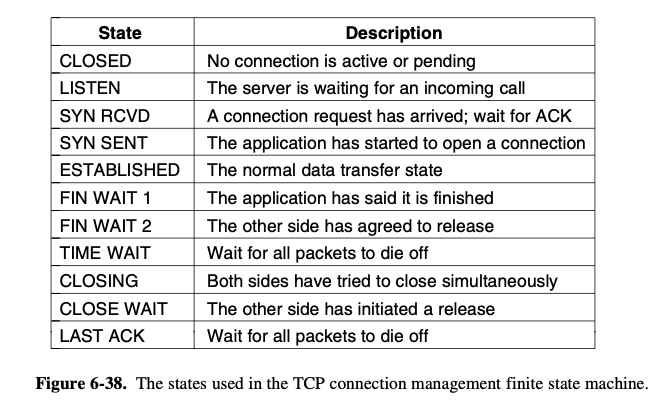 State Description
CLOSED No connection is active or pending
LISTEN The server is waiting for an incoming call
SYN RCVD A connection request has arrived; wait for ACK
SYN SENT The application has started to open a connection
ESTABLISHED The normal data transfer state
FIN WAIT 1 The application has said it is finished
FIN WAIT 2 The other side has agreed to release
TIME WAIT Wait for all packets to die off
CLOSING Both sides have tried to close simultaneously
CLOSE WAIT The other side has initiated a release
LAST ACK Wait for all packets to die off
Figure 6-38. The states used in the TCP connection management finite state machine.